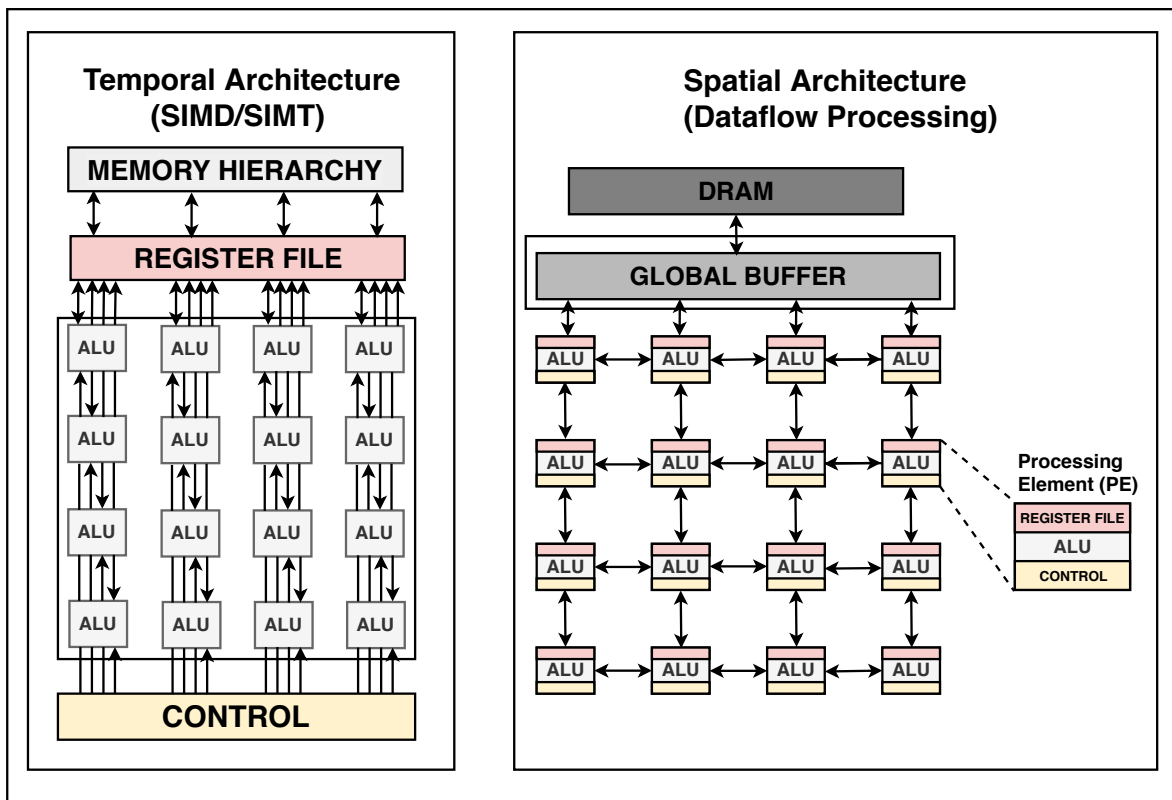 Temporal Architecture
(SIMD/SIMT)
MEMORY HIERARCHY
REGISTER FILE
ALU ALU ALU ALU
ALU ALU ALU ALU
ALU ALU ALU ALU
ALU ALU ALU ALU
CONTROL
Spatial Architecture
(Dataflow Processing)
DRAM
GLOBAL BUFFER
ALU ALU ALU ALU
ALU ALU ALU ALU
ALU ALU ALU ALU
ALU ALU ALU ALU
Processing
Element (PE)
REGISTER FILE
ALU
CONTROL